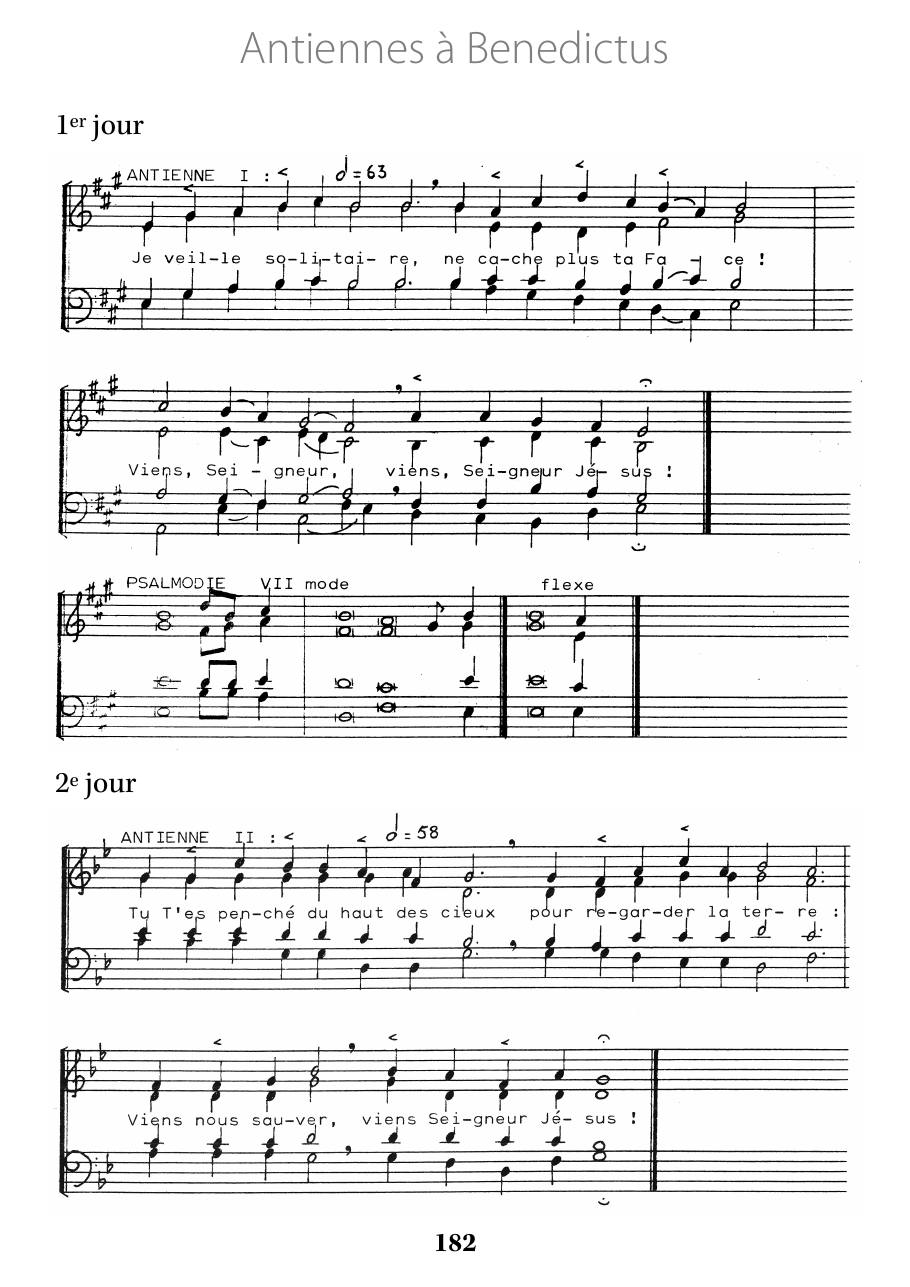 Antiennes à Benedictus
1er jour
ANTIENNE I : 𝅗𝅥 = 63
Je veil-le so-li-tai-re, ne ca-che plus ta Fa - ce !
Viens, Sei - gneur, viens, Sei-gneur Jé- sus !
PSALMODIE VII mode flexe
2e jour
ANTIENNE II : 𝅗𝅥 = 58
Tu T'es pen-ché du haut des cieux pour re-gar-der la ter- re :
Viens nous sau-ver, viens Sei-gneur Jé- sus !
182